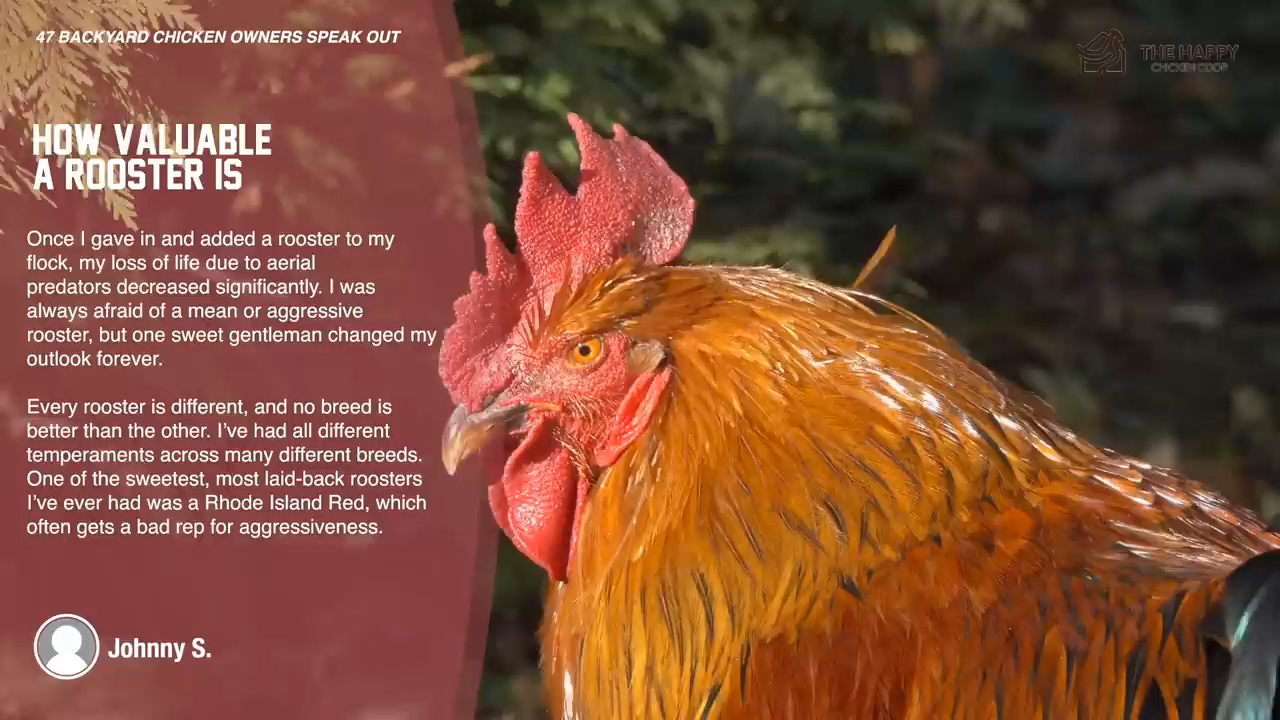 47 BACKYARD CHICKEN OWNERS SPEAK OUT
THE HAPPY
CHICKEN COOP
HOW VALUABLE
A ROOSTER IS
Once I gave in and added a rooster to my
flock, my loss of life due to aerial
predators decreased significantly. I was
always afraid of a mean or aggressive
rooster, but one sweet gentleman changed my
outlook forever.
Every rooster is different, and no breed is
better than the other. I’ve had all different
temperaments across many different breeds.
One of the sweetest, most laid-back roosters
I’ve ever had was a Rhode Island Red, which
often gets a bad rep for aggressiveness.
Johnny S.